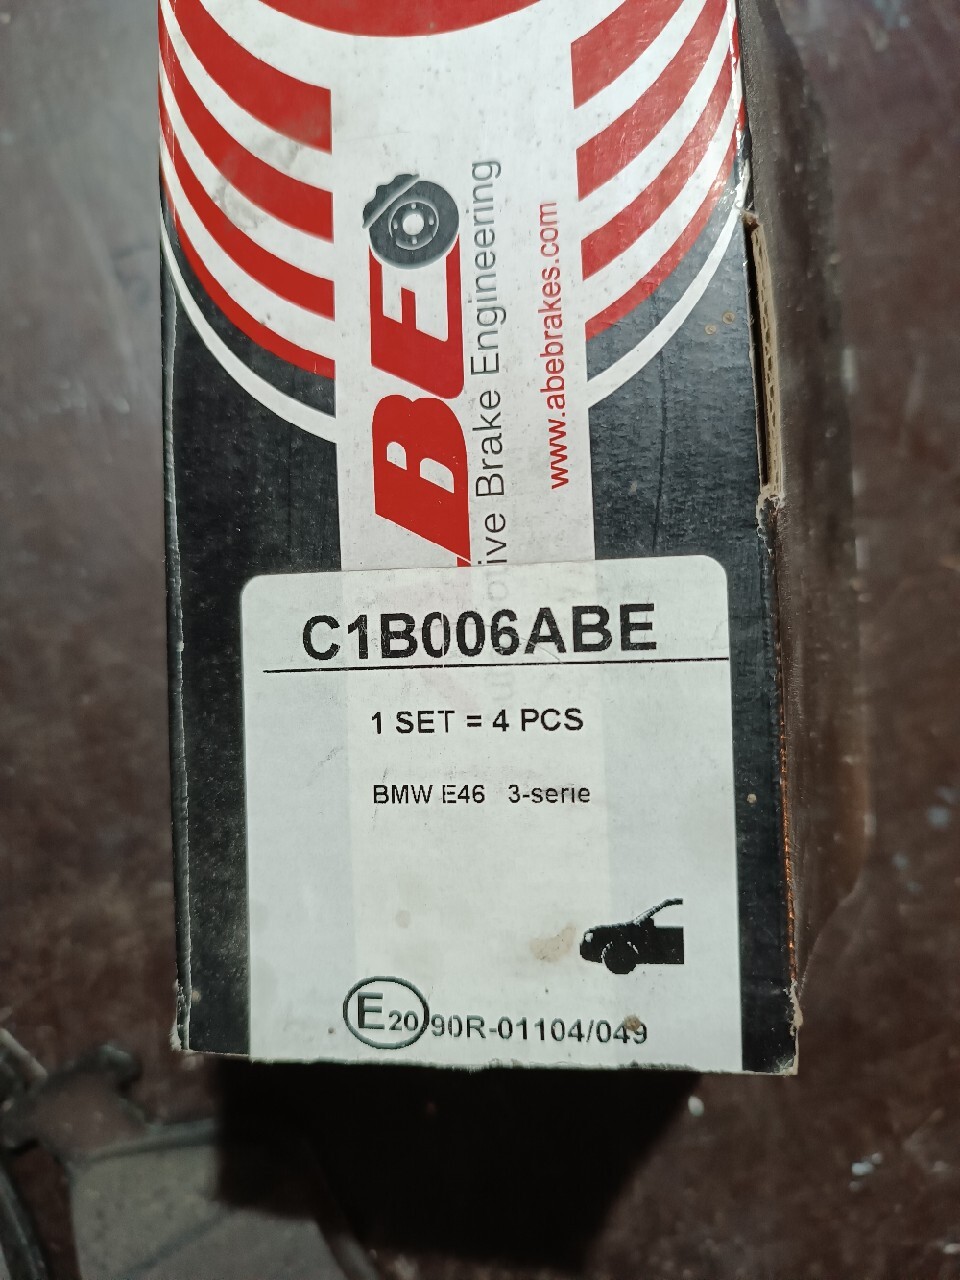 BE
ive Brake Engineering
www.abebrakes.com
C1B006ABE
1 SET = 4 PCS
BMW E46 3-serie
E20 90R-01104/049